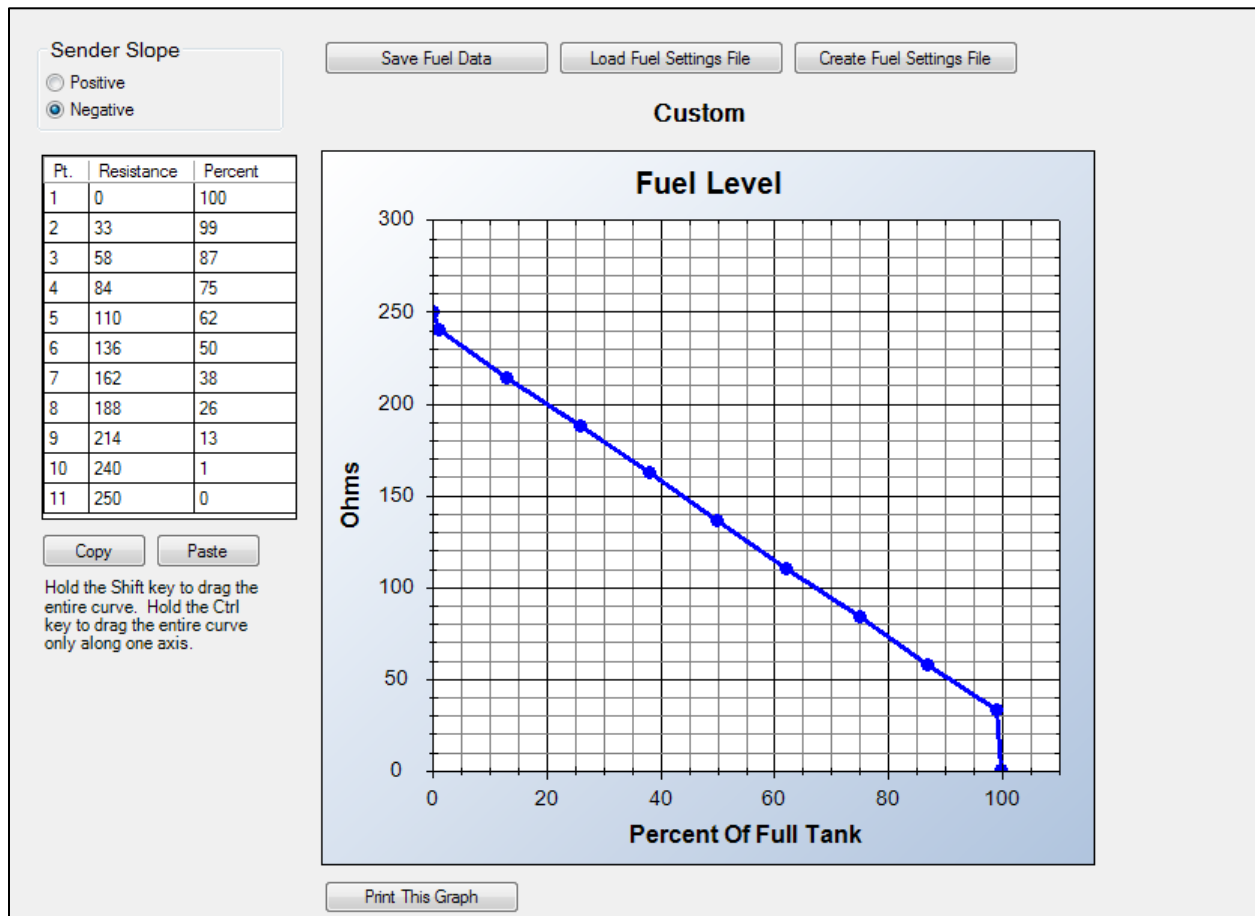 Sender Slope
Positive
Negative
Save Fuel Data
Load Fuel Settings File
Create Fuel Settings File
Custom
Pt. Resistance Percent
1 0 100
2 33 99
3 58 87
4 84 75
5 110 62
6 136 50
7 162 38
8 188 26
9 214 13
10 240 1
11 250 0
Copy
Paste
Hold the Shift key to drag the
entire curve. Hold the Ctrl
key to drag the entire curve
only along one axis.
Fuel Level
300
250
200
150
100
50
0
Ohms
0 20 40 60 80 100
Percent Of Full Tank
Print This Graph